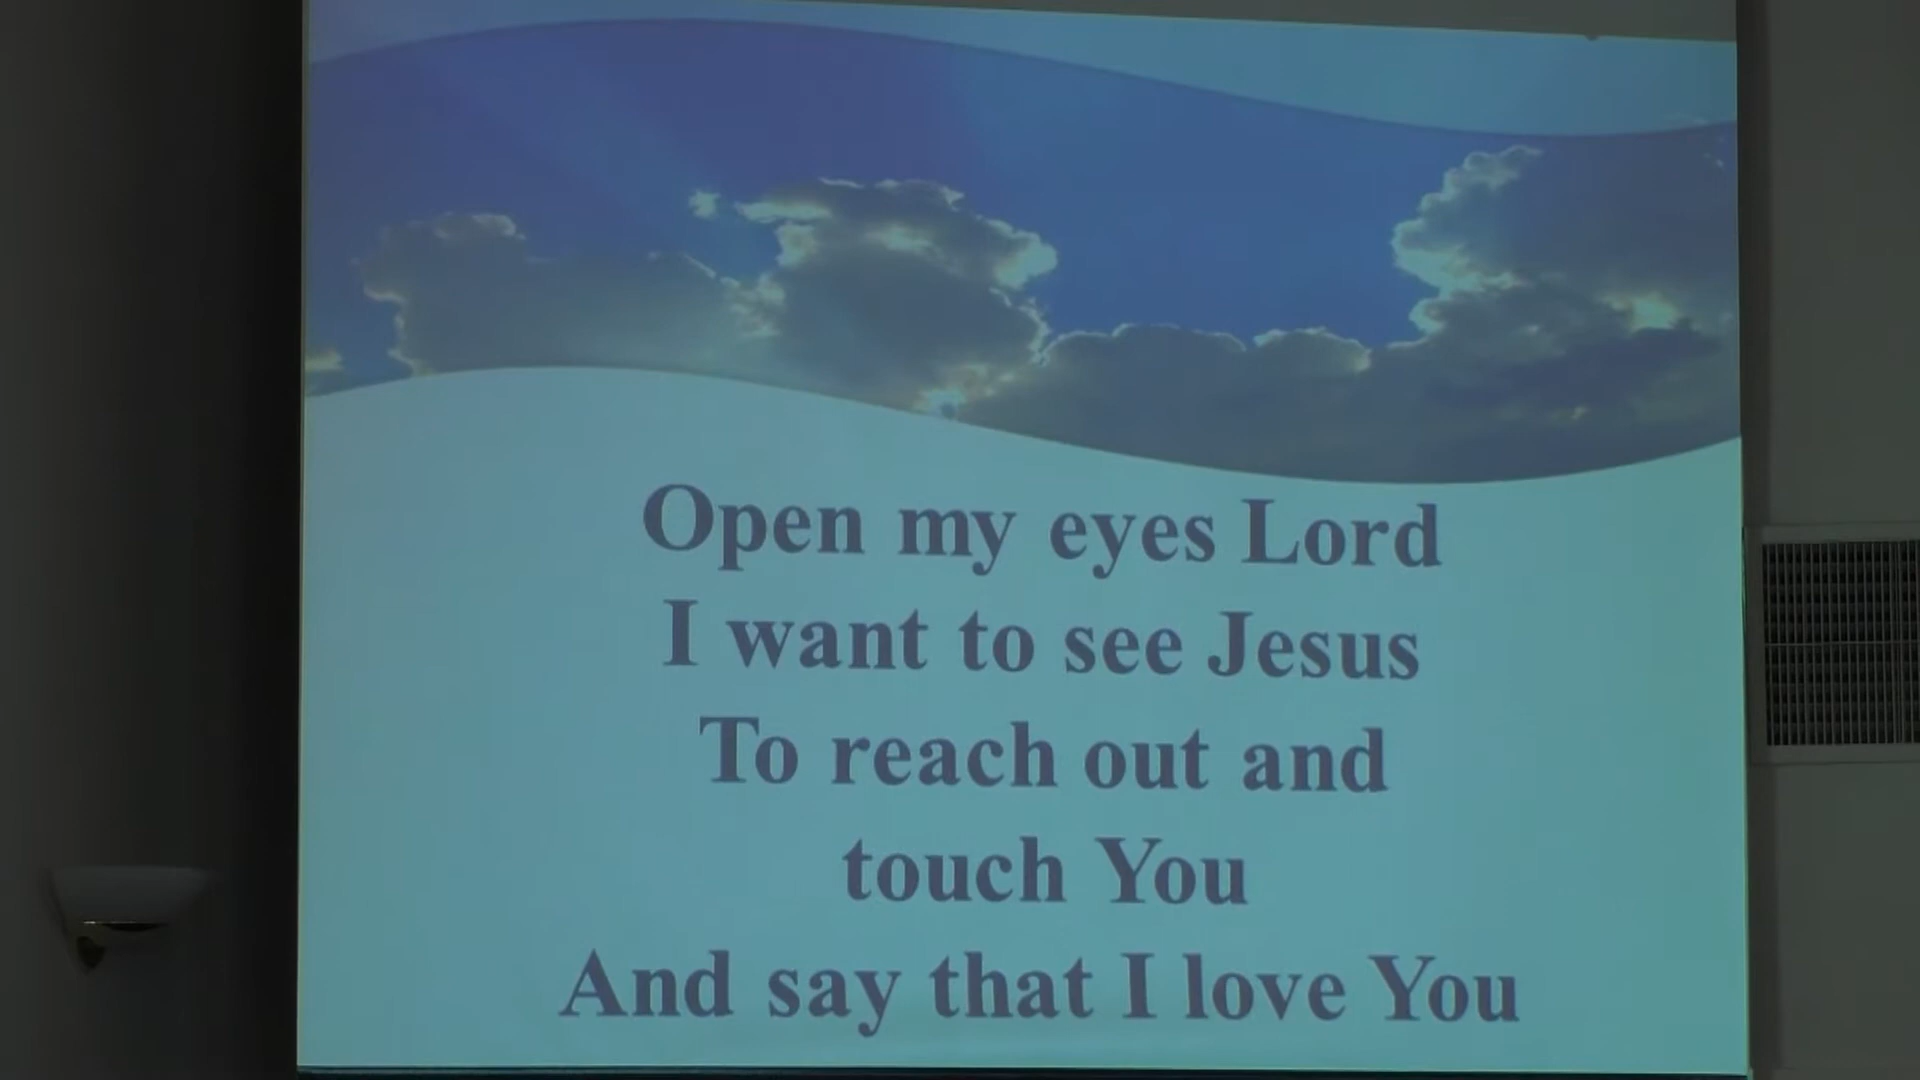 Open my eyes Lord
I want to see Jesus
To reach out and
touch You
And say that I love You